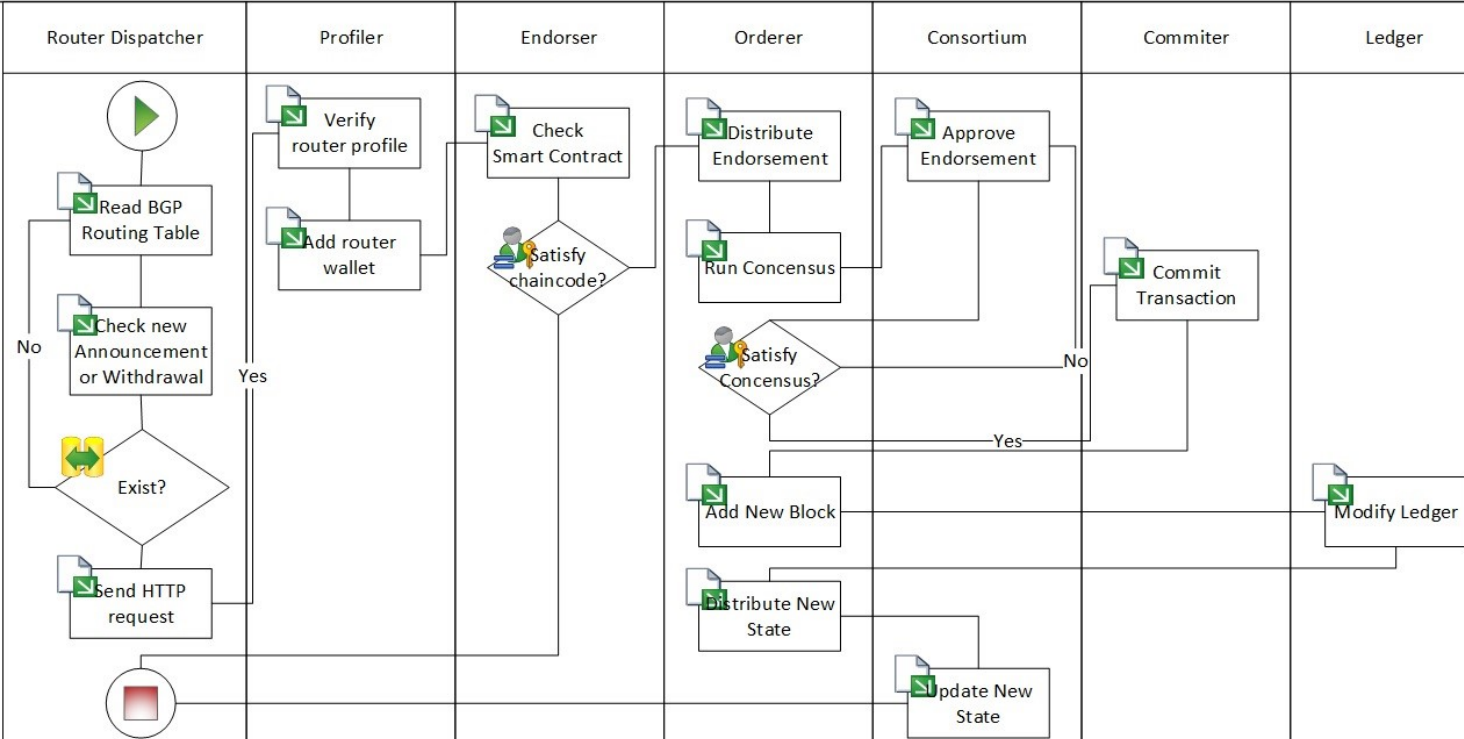 Router Dispatcher
Profiler
Endorser
Orderer
Consortium
Commiter
Ledger
Read BGP
Routing Table
Check new
Announcement
or Withdrawal
No
Exist?
Send HTTP
request
Yes
Verify
router profile
Add router
wallet
Check
Smart Contract
Satisfy
chaincode?
Distribute
Endorsement
Run Concensus
Satisfy
Concensus?
Approve
Endorsement
No
Yes
Commit
Transaction
Add New Block
Modify Ledger
Distribute New
State
Update New
State